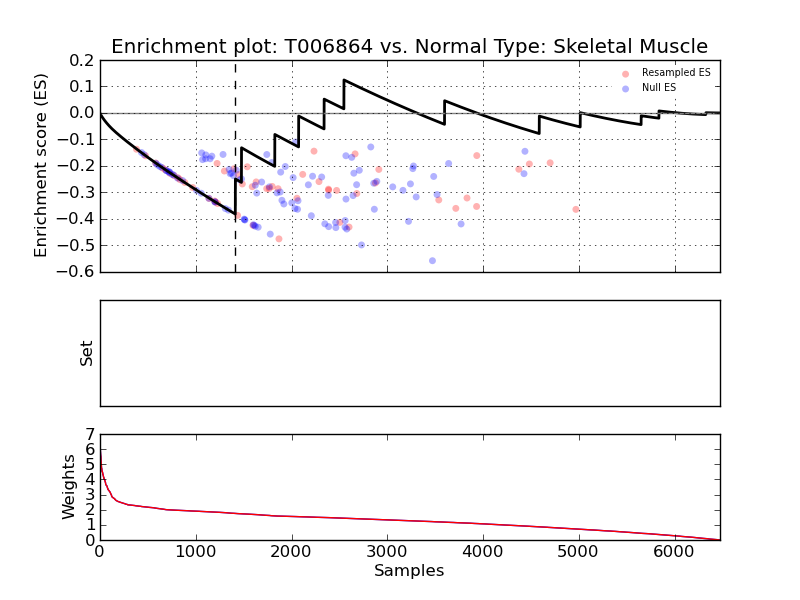 Enrichment plot: T006864 vs. Normal Type: Skeletal Muscle
Enrichment score (ES)
0.2
0.1
0.0
−0.1
−0.2
−0.3
−0.4
−0.5
−0.6
Resampled ES
Null ES
Set
Weights
7
6
5
4
3
2
1
0
0 1000 2000 3000 4000 5000 6000
Samples